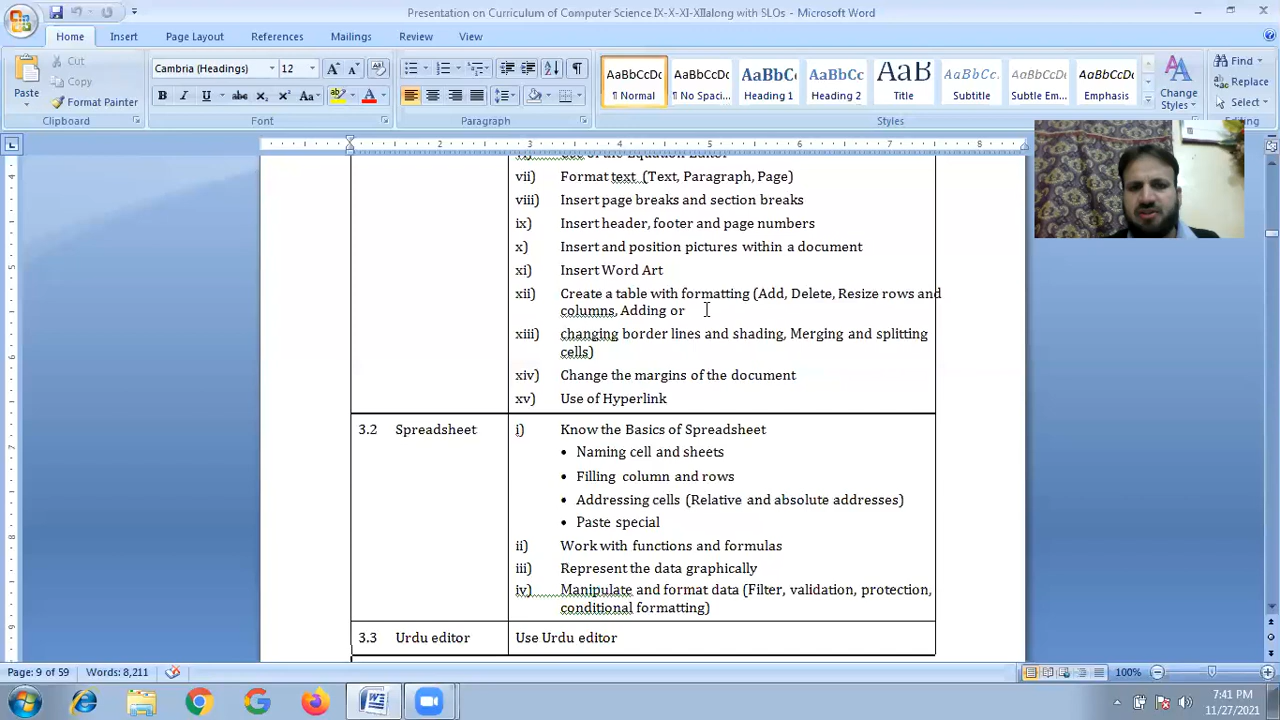 Presentation on Curriculum of Computer Science IX-X-XI-XIIalong with SLOs - Microsoft Word
Home Insert Page Layout References Mailings Review View
Paste
Cut
Copy
Format Painter
Cambria (Headings) 12
AaBbCcDc
¶ Normal
AaBbCcDc
¶ No Spaci...
AaBbCc
Heading 1
AaBbCc
Heading 2
AaB
Title
AaBbCc
Subtitle
AaBbCcDc
Subtle Em...
AaBbCcDc
Emphasis
Change
Styles
Find
Replace
Select
Clipboard Font Paragraph Styles Editing
1 2 3 4 5 6 7
vii) Format text (Text, Paragraph, Page)
viii) Insert page breaks and section breaks
ix) Insert header, footer and page numbers
x) Insert and position pictures within a document
xi) Insert Word Art
xii) Create a table with formatting (Add, Delete, Resize rows and
columns, Adding or
xiii) changing border lines and shading, Merging and splitting
cells)
xiv) Change the margins of the document
xv) Use of Hyperlink
3.2 Spreadsheet
i) Know the Basics of Spreadsheet
• Naming cell and sheets
• Filling column and rows
• Addressing cells (Relative and absolute addresses)
• Paste special
ii) Work with functions and formulas
iii) Represent the data graphically
iv) Manipulate and format data (Filter, validation, protection,
conditional formatting)
3.3 Urdu editor
Use Urdu editor
Page: 9 of 59 Words: 8,211 100%
7:41 PM
11/27/2021